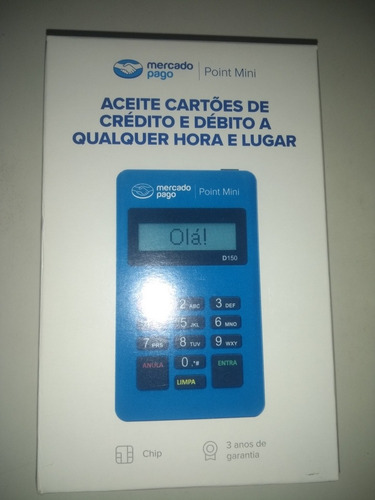 mercado
pago
Point Mini
ACEITE CARTÕES DE
CRÉDITO E DÉBITO A
QUALQUER HORA E LUGAR
mercado
pago
Point Mini
Olá!
D150
2 ABC
3 DEF
5 JKL
6 MNO
7 PRS
8 TUV
9 WXY
ANULA
0 .*#
ENTRA
LIMPA
Chip
3 anos de
garantia